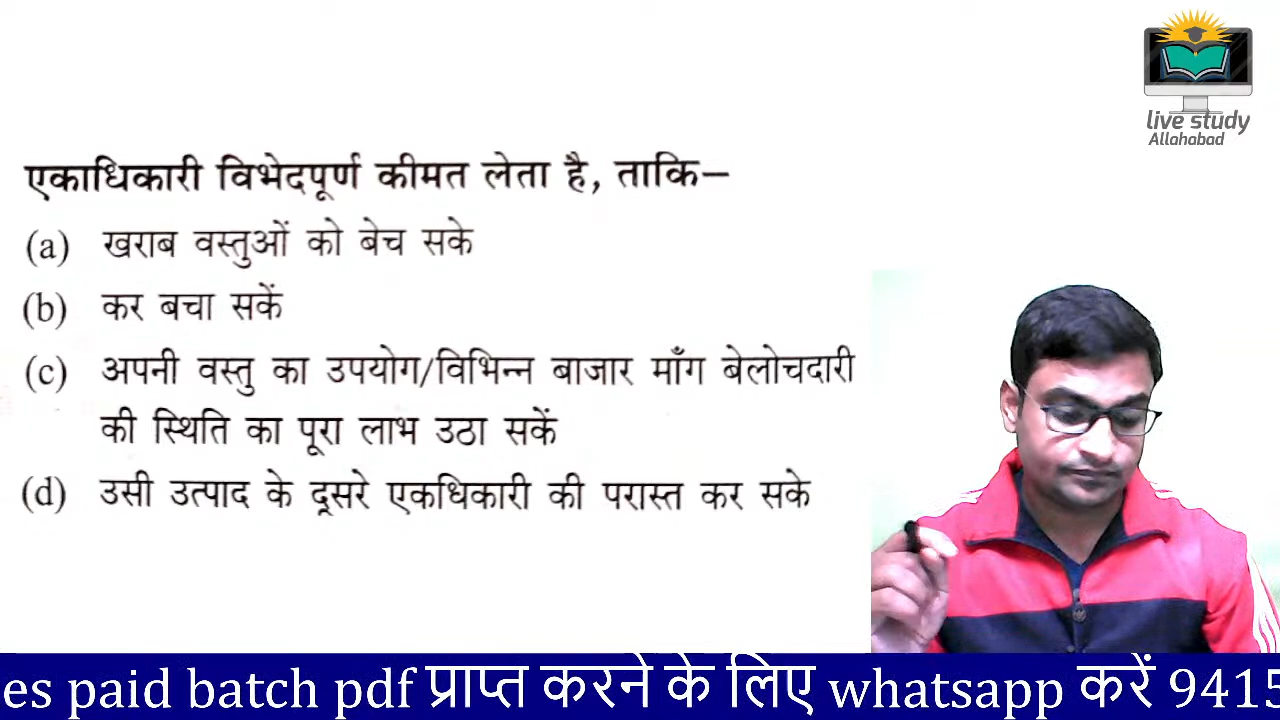 live study
Allahabad
एकाधिकारी विभेदपूर्ण कीमत लेता है, ताकि–
(a) खराब वस्तुओं को बेच सके
(b) कर बचा सकें
(c) अपनी वस्तु का उपयोग/विभिन्न बाजार माँग बेलोचदारी
की स्थिति का पूरा लाभ उठा सकें
(d) उसी उत्पाद के दूसरे एकधिकारी की परास्त कर सके
es paid batch pdf प्राप्त करने के लिए whatsapp करें 9415